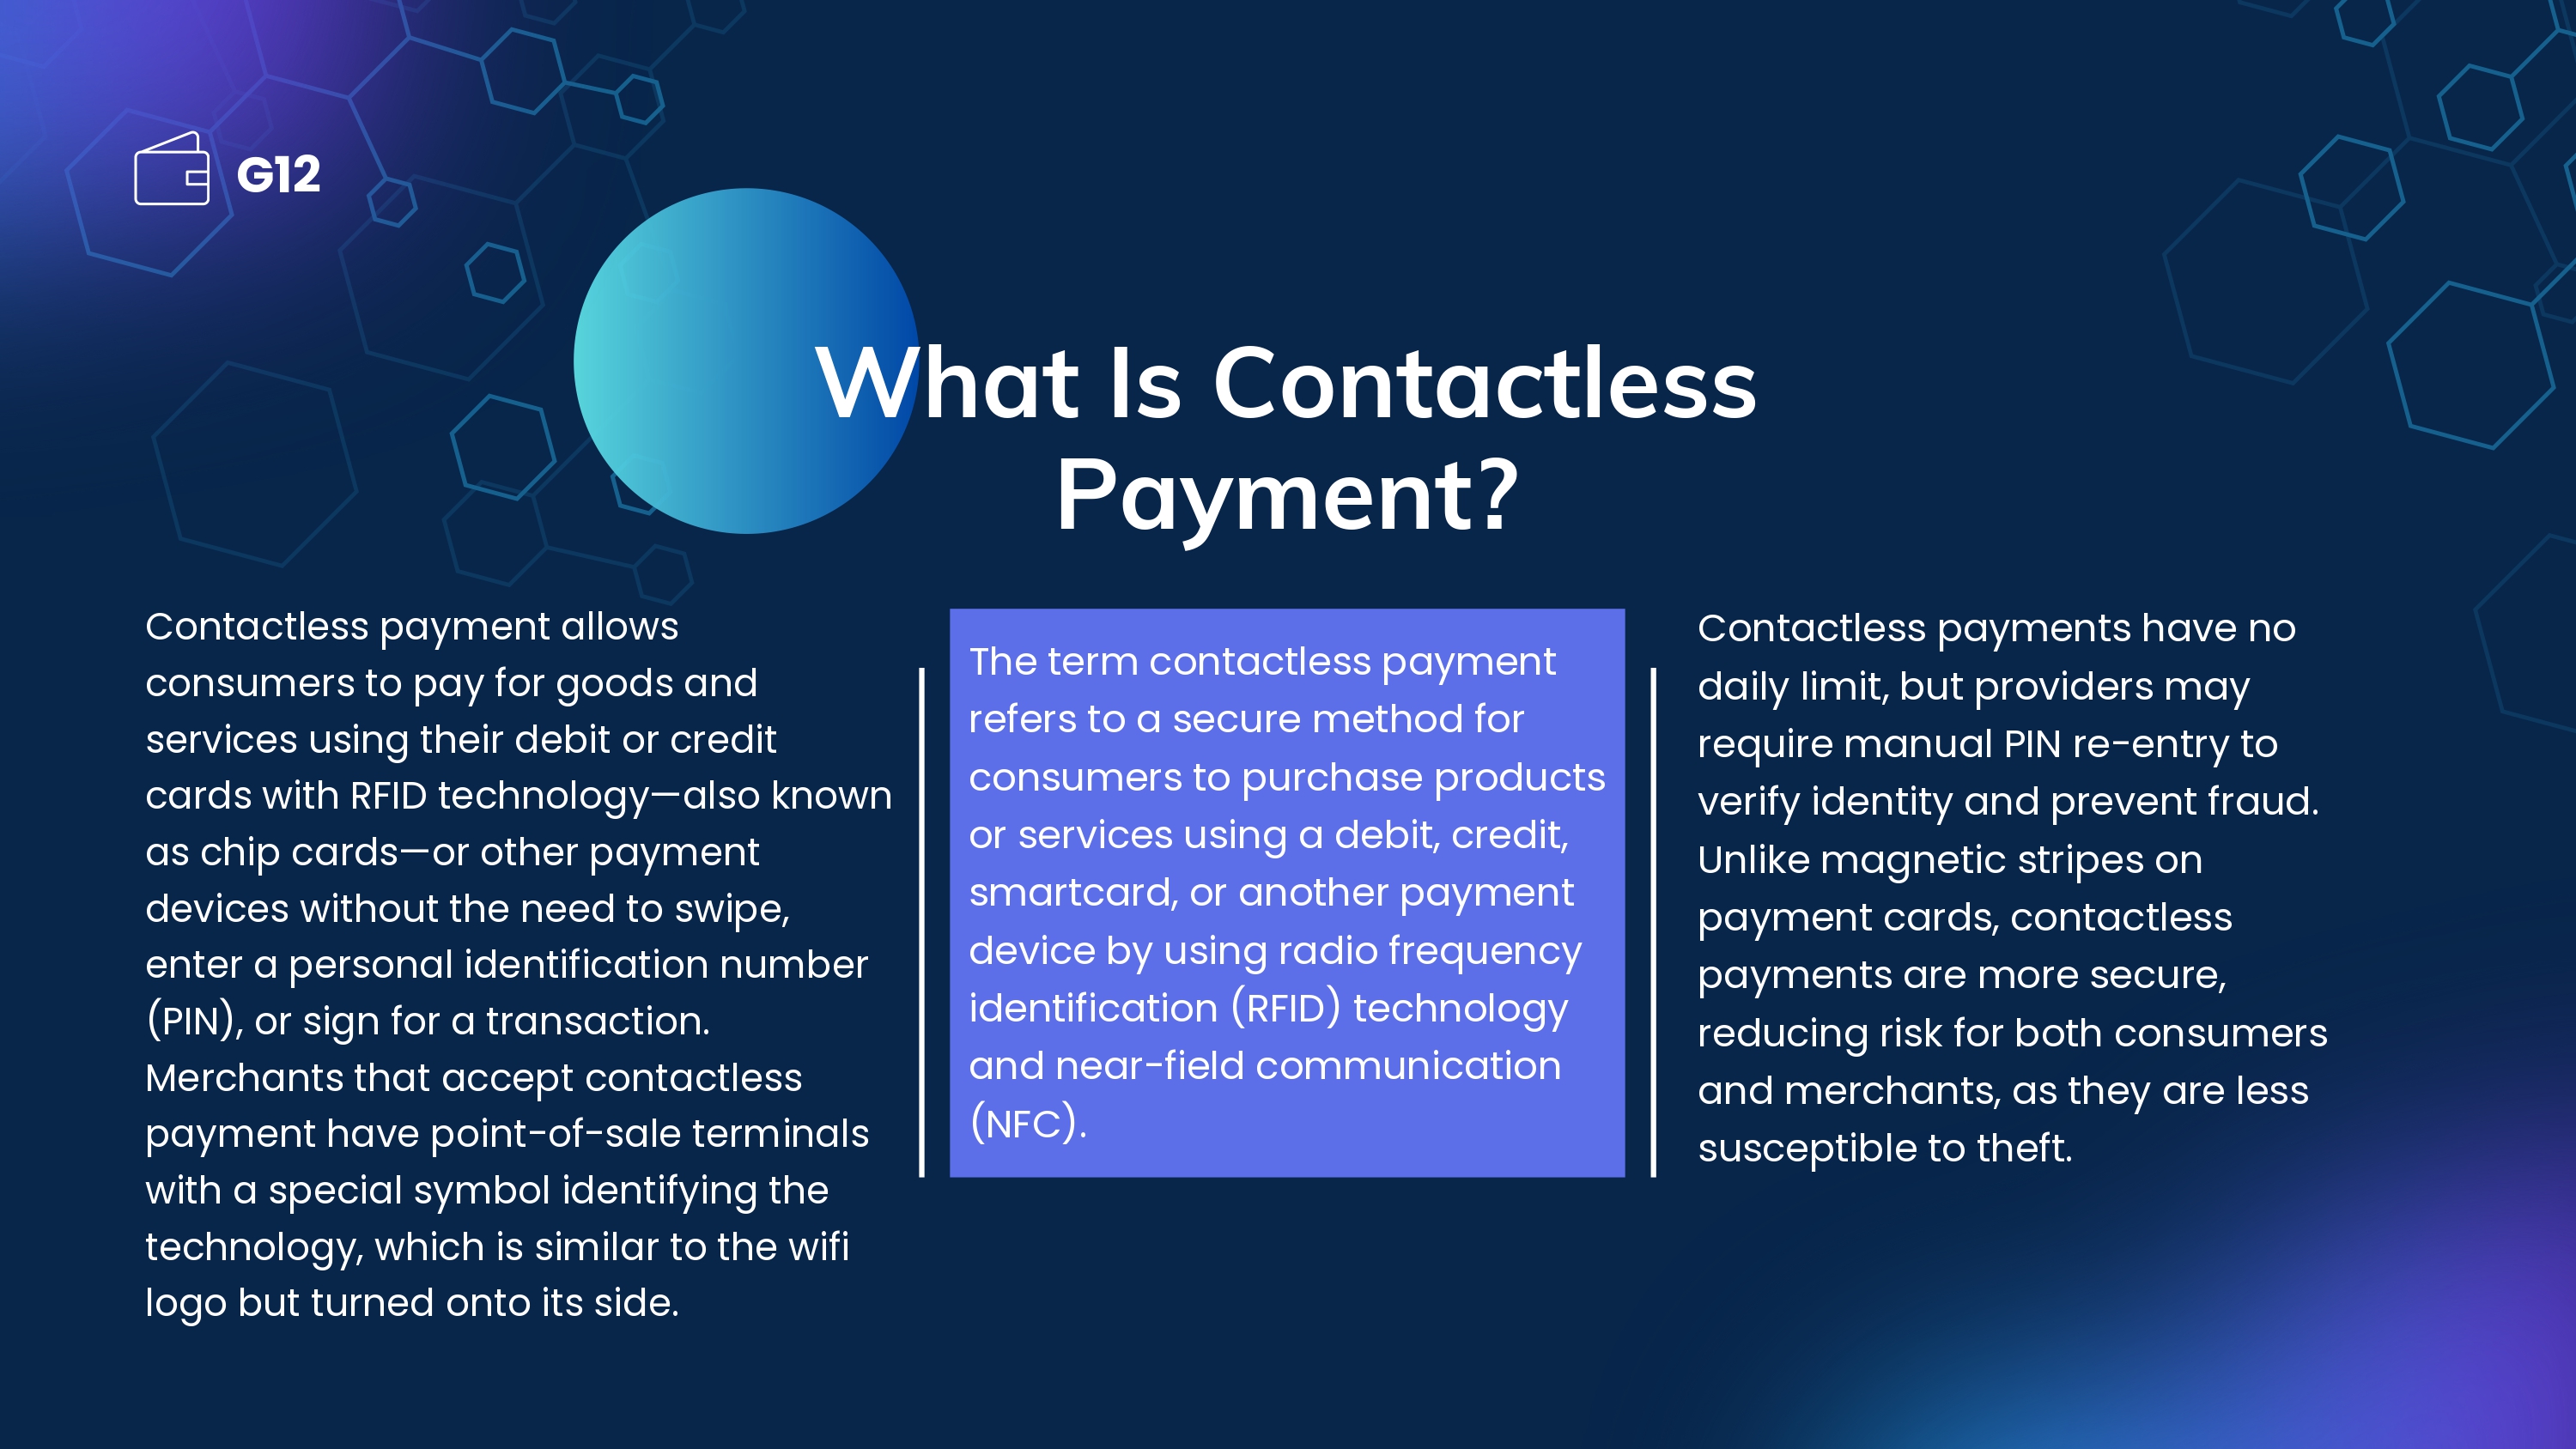 G12
What Is Contactless
Payment?
Contactless payment allows
consumers to pay for goods and
services using their debit or credit
cards with RFID technology—also known
as chip cards—or other payment
devices without the need to swipe,
enter a personal identification number
(PIN), or sign for a transaction.
Merchants that accept contactless
payment have point-of-sale terminals
with a special symbol identifying the
technology, which is similar to the wifi
logo but turned onto its side.
The term contactless payment
refers to a secure method for
consumers to purchase products
or services using a debit, credit,
smartcard, or another payment
device by using radio frequency
identification (RFID) technology
and near-field communication
(NFC).
Contactless payments have no
daily limit, but providers may
require manual PIN re-entry to
verify identity and prevent fraud.
Unlike magnetic stripes on
payment cards, contactless
payments are more secure,
reducing risk for both consumers
and merchants, as they are less
susceptible to theft.